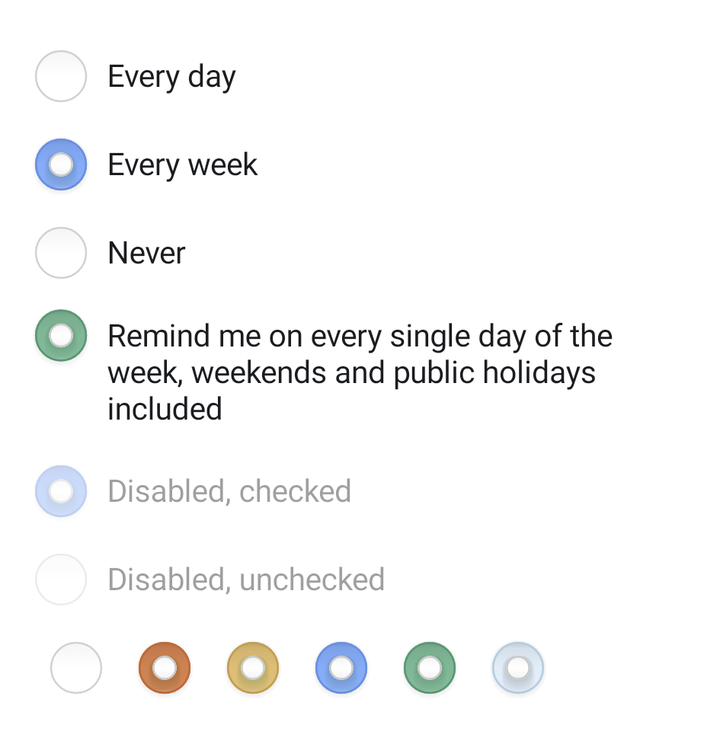 Every day
Every week
Never
Remind me on every single day of the
week, weekends and public holidays
included
Disabled, checked
Disabled, unchecked